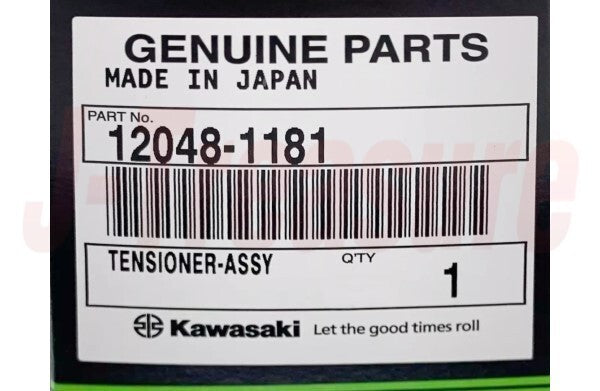 GENUINE PARTS
MADE IN JAPAN
PART No.
12048-1181
TENSIONER-ASSY Q'TY 1
Kawasaki Let the good times roll
J-Treasure